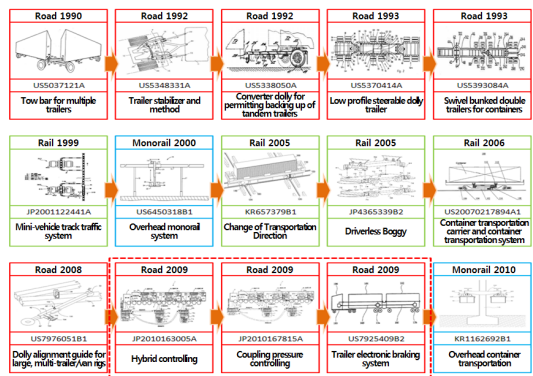 Road 1990
Road 1992
Road 1992
Road 1993
Road 1993
US5037121A
US5348331A
US5338050A
US5370414A
US5393084A
Tow bar for multiple
trailers
Trailer stabilizer and
method
Converter dolly for
permitting backing up of
tandem trailers
Low profile steerable dolly
trailer
Swivel bunked double
trailers for containers
Rail 1999
Monorail 2000
Rail 2005
Rail 2005
Rail 2006
JP2001122441A
US6450318B1
KR657379B1
JP4365339B2
US20070217894A1
Mini-vehicle track traffic
system
Overhead monorail
system
Change of Transportation
Direction
Driverless Boggy
Container transportation
carrier and container
transportation system
Road 2008
Road 2009
Road 2009
Road 2009
Monorail 2010
US7976051B1
JP2010163005A
JP2010167815A
US7925409B2
KR1162692B1
Dolly alignment guide for
large, multi-trailer/van rigs
Hybrid controlling
Coupling pressure
controlling
Trailer electronic braking
system
Overhead container
transportation